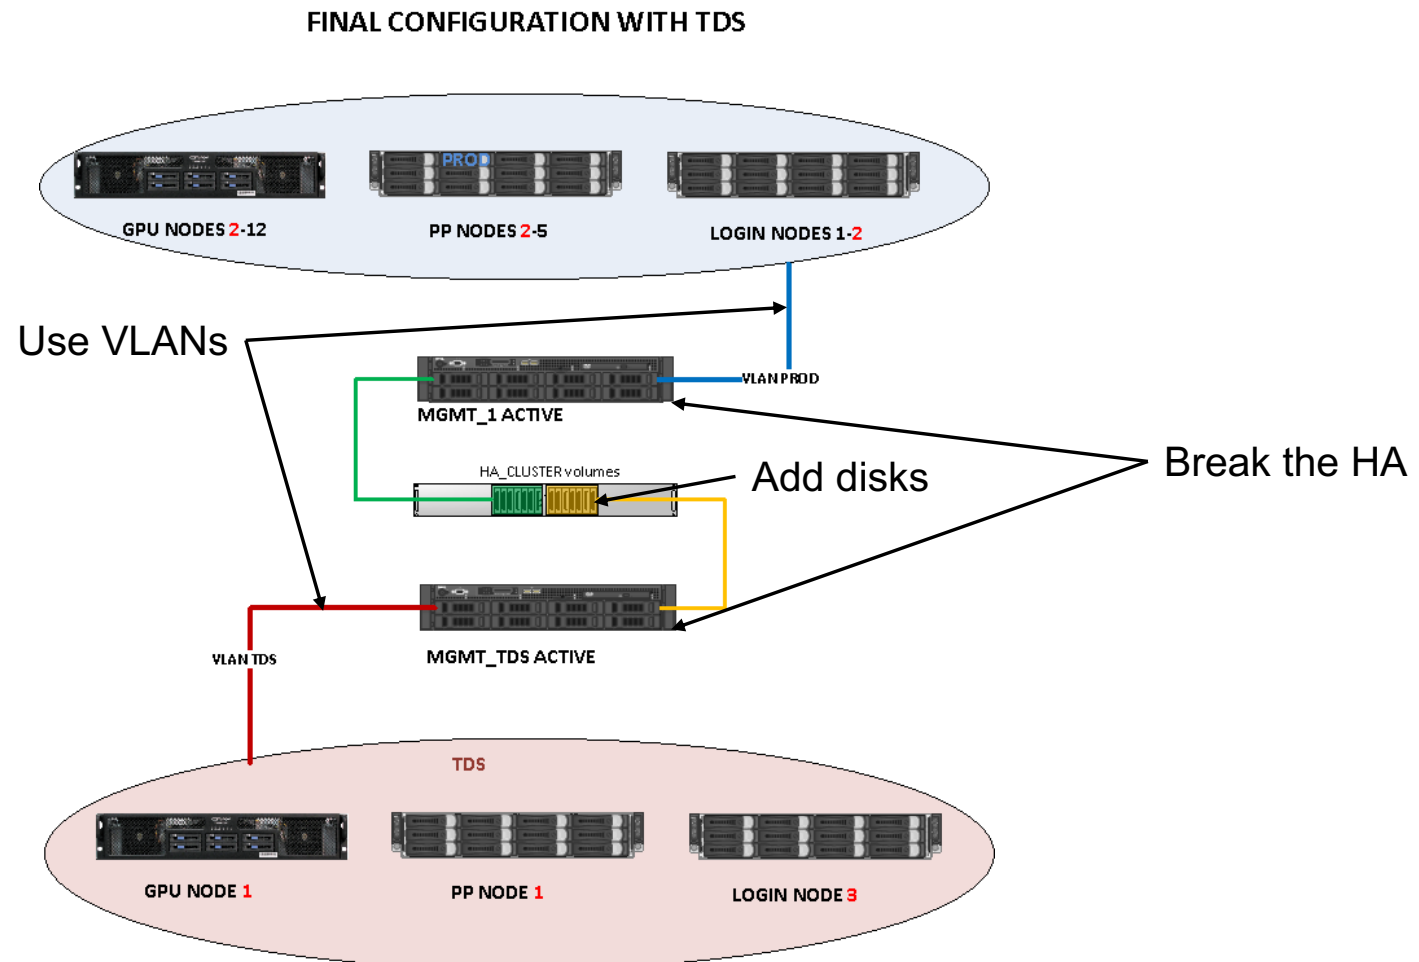 FINAL CONFIGURATION WITH TDS
PROD
GPU NODES 2-12
PP NODES 2-5
LOGIN NODES 1-2
Use VLANs
VLAN PROD
MGMT_1 ACTIVE
HA_CLUSTER volumes
Add disks
Break the HA
MGMT_TDS ACTIVE
VLAN TDS
TDS
GPU NODE 1
PP NODE 1
LOGIN NODE 3